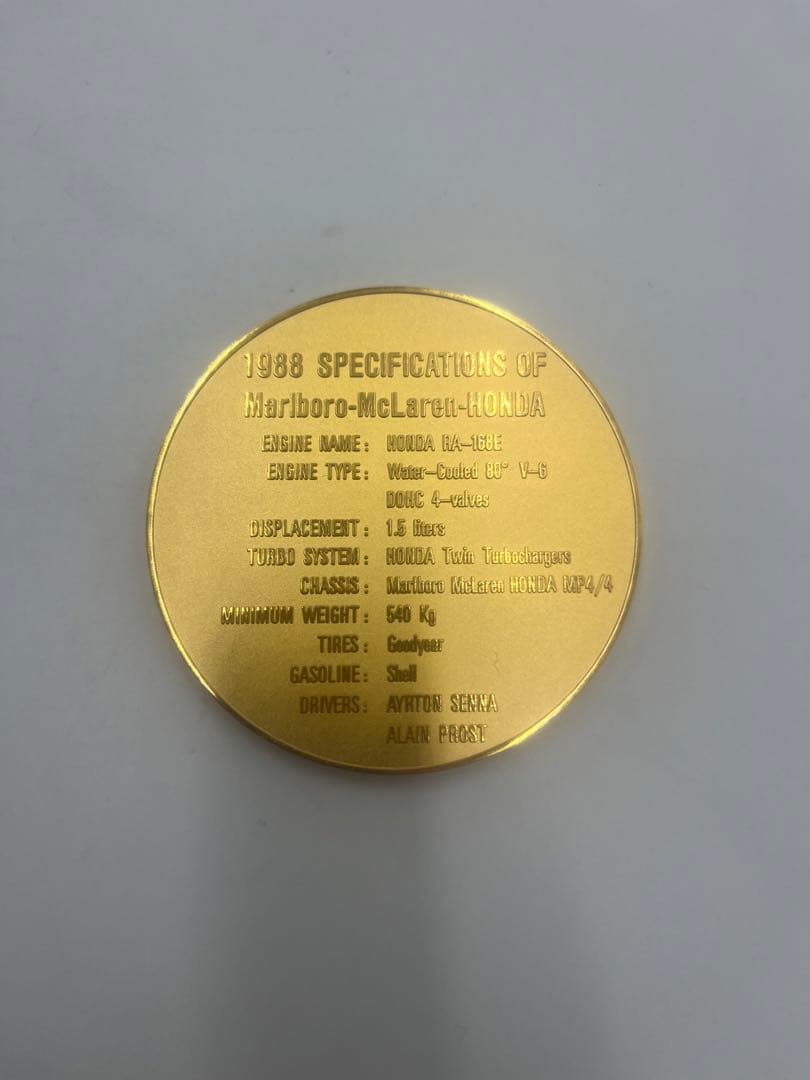 1988 SPECIFICATIONS OF
Marlboro-McLaren-HONDA
ENGINE NAME: HONDA RA-168E
ENGINE TYPE: Water-Cooled 80° V-6
DOHC 4-valves
DISPLACEMENT: 1.5 liters
TURBO SYSTEM: HONDA Twin Turbochargers
CHASSIS: Marlboro McLaren HONDA MP4/4
MINIMUM WEIGHT: 540 Kg
TIRES: Goodyear
GASOLINE: Shell
DRIVERS: AYRTON SENNA
ALAIN PROST